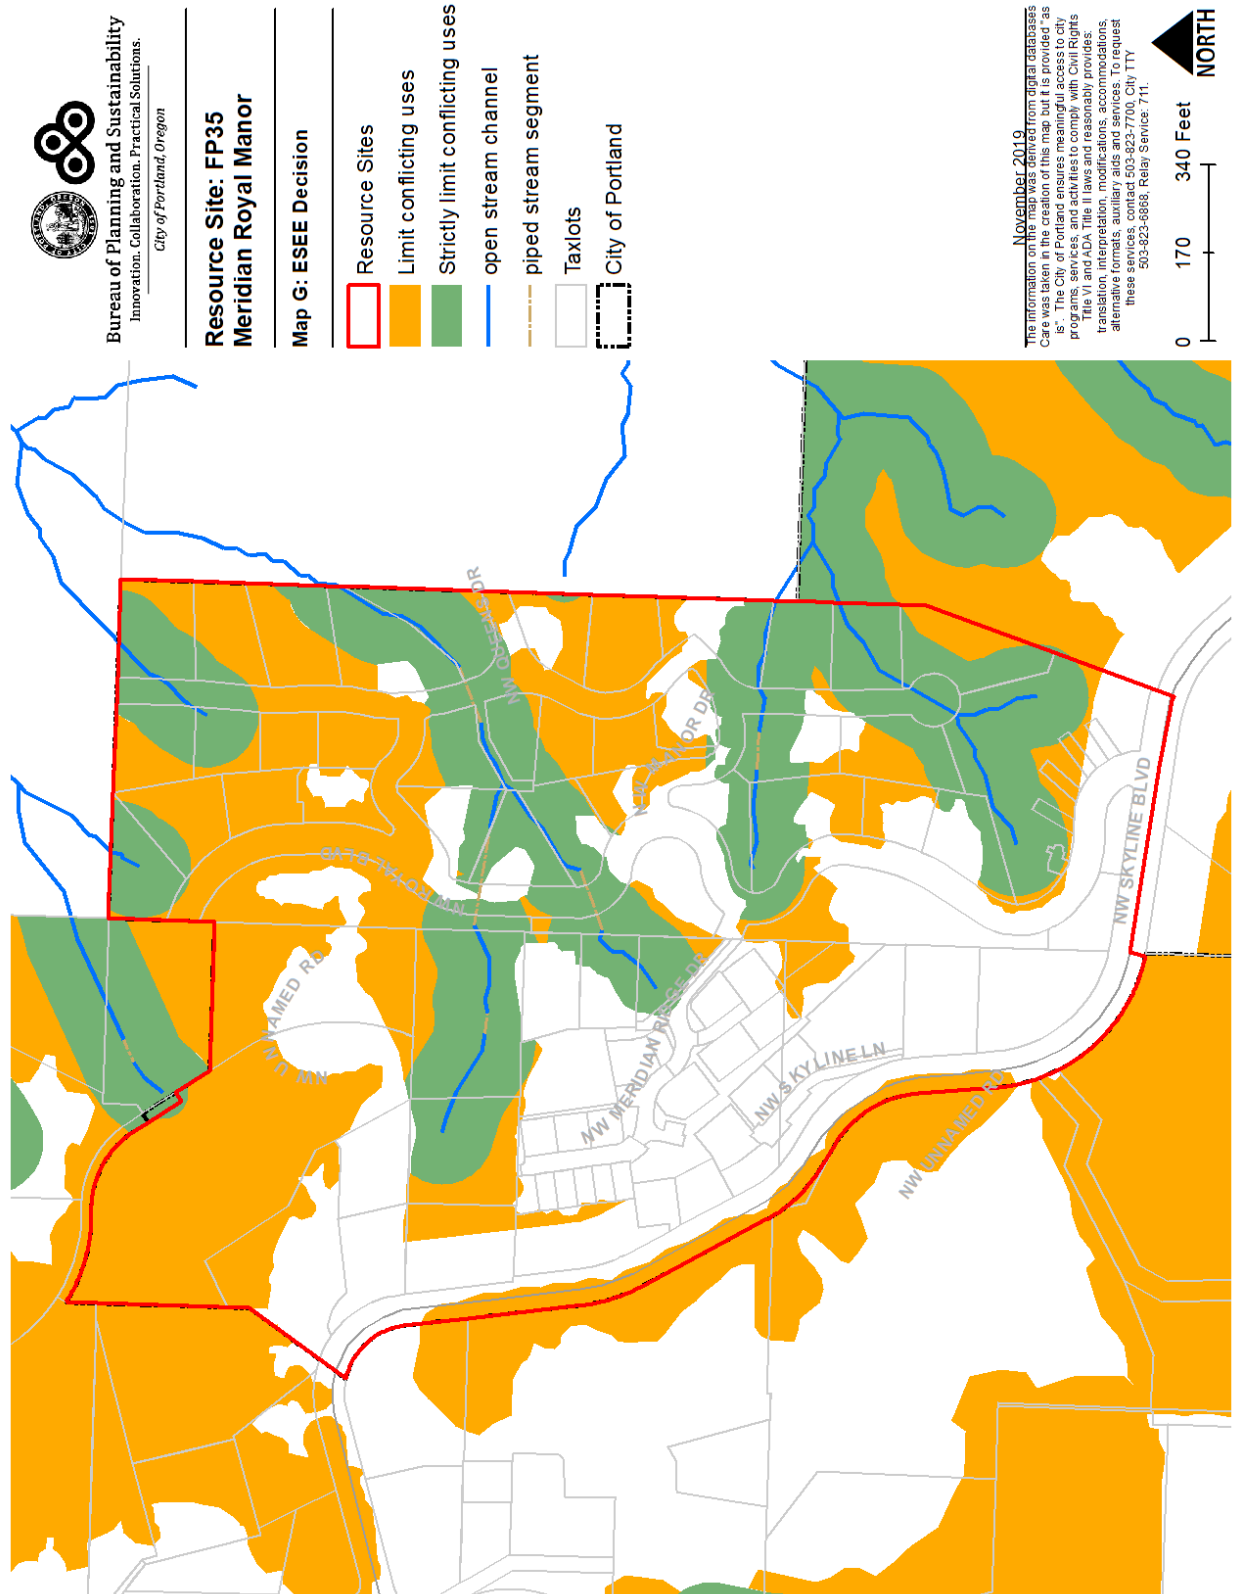 Bureau of Planning and Sustainability
Innovation. Collaboration. Practical Solutions.
City of Portland, Oregon
Resource Site: FP35
Meridian Royal Manor
Map G: ESEE Decision
Resource Sites
Limit conflicting uses
Strictly limit conflicting uses
open stream channel
piped stream segment
Taxlots
City of Portland
November 2019
The information on the map was derived from digital databases
Care was taken in the creation of this map but it is provided "as
is". The City of Portland ensures meaningful access to city
programs, services, and activities to comply with Civil Rights
Title VI and ADA Title II laws and reasonably provides:
translation, interpretation, modifications, accommodations,
alternative formats, auxiliary aids and services. To request
these services, contact 503-823-7700, City TTY
503-823-6868, Relay Service: 711.
0 170 340 Feet
NORTH
NW QUEENS DR
NW MANOR DR
NW ROYAL BLVD
NW UNNAMED RD
NW MERIDIAN RIDGE DR
NW SKYLINE LN
NW SKYLINE BLVD
NW UNNAMED RD